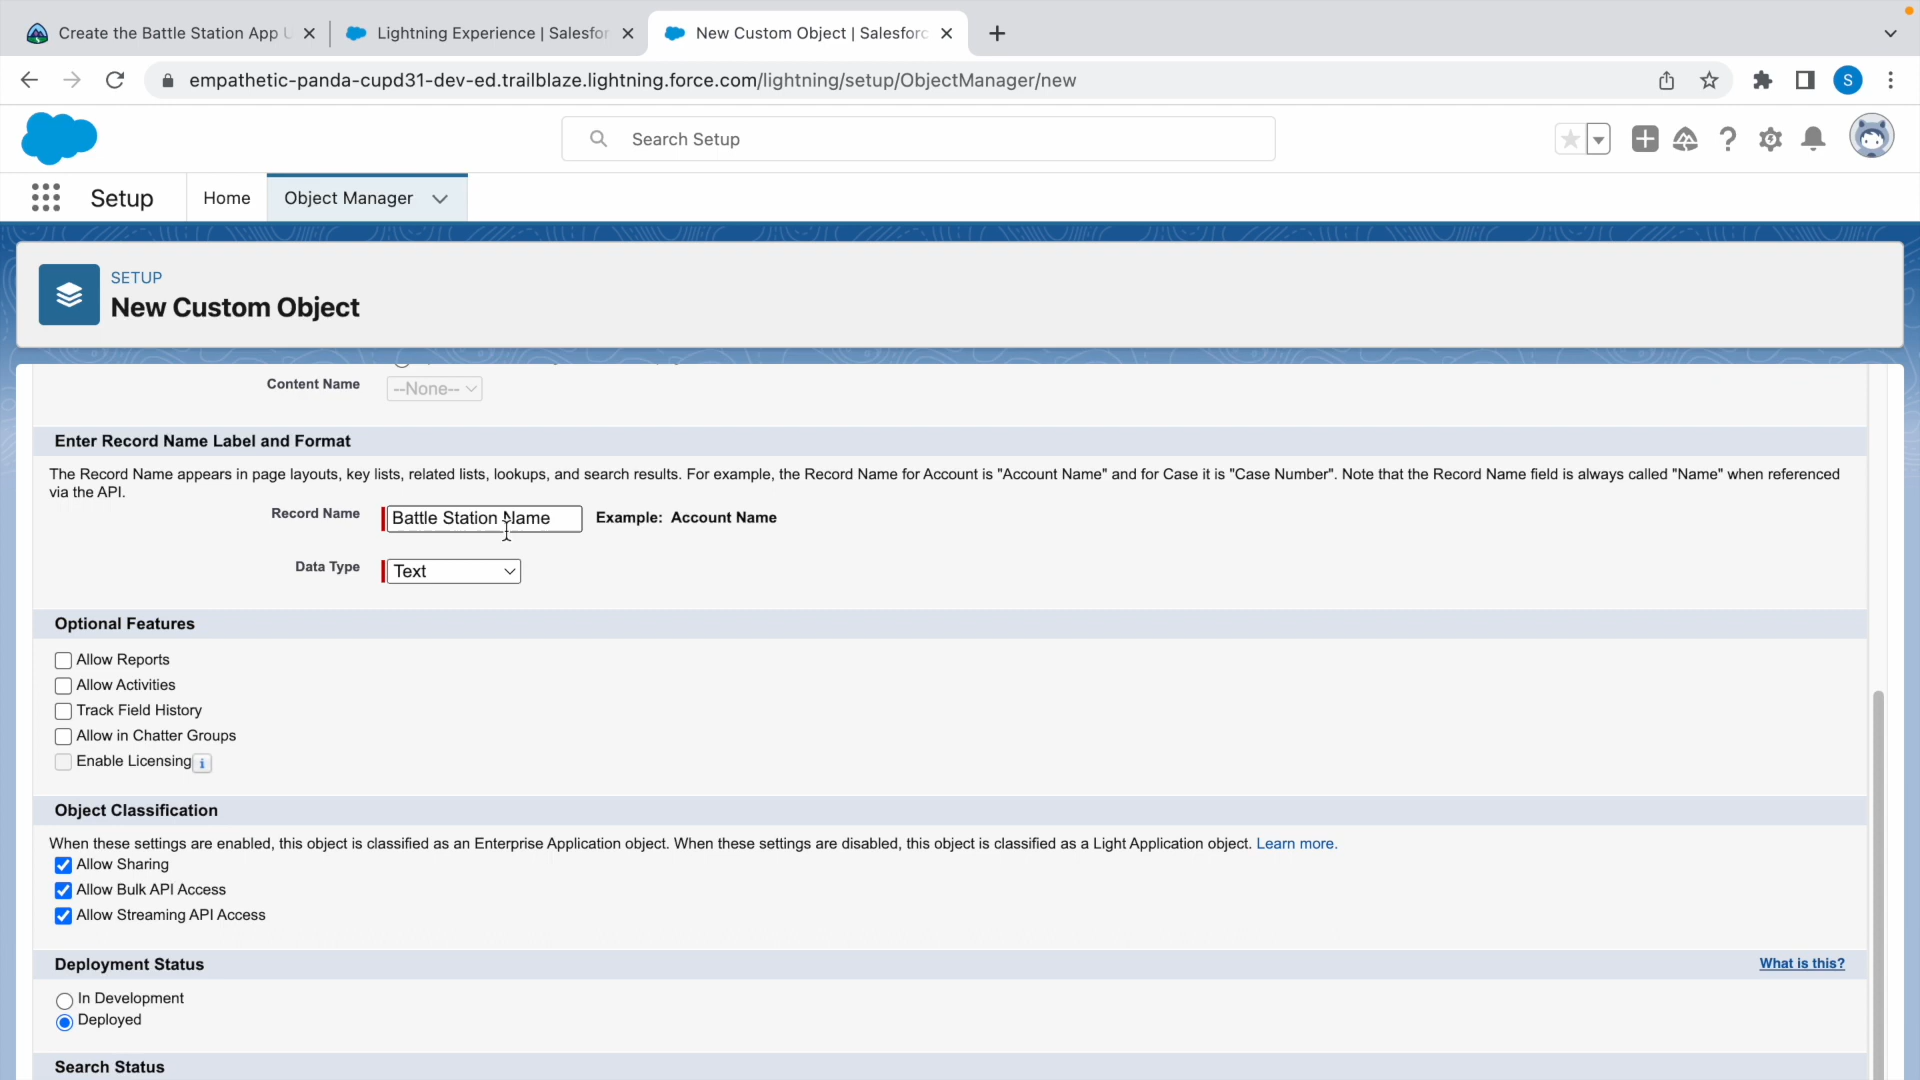 Create the Battle Station App U
Lightning Experience | Salesfor
New Custom Object | Salesforc
empathetic-panda-cupd31-dev-ed.trailblaze.lightning.force.com/lightning/setup/ObjectManager/new
S
Search Setup
Setup
Home
Object Manager
SETUP
New Custom Object
Content Name
--None--
Enter Record Name Label and Format
The Record Name appears in page layouts, key lists, related lists, lookups, and search results. For example, the Record Name for Account is "Account Name" and for Case it is "Case Number". Note that the Record Name field is always called "Name" when referenced
via the API.
Record Name
Battle Station Name
Example: Account Name
Data Type
Text
Optional Features
Allow Reports
Allow Activities
Track Field History
Allow in Chatter Groups
Enable Licensing
i
Object Classification
When these settings are enabled, this object is classified as an Enterprise Application object. When these settings are disabled, this object is classified as a Light Application object. Learn more.
Allow Sharing
Allow Bulk API Access
Allow Streaming API Access
Deployment Status
What is this?
In Development
Deployed
Search Status